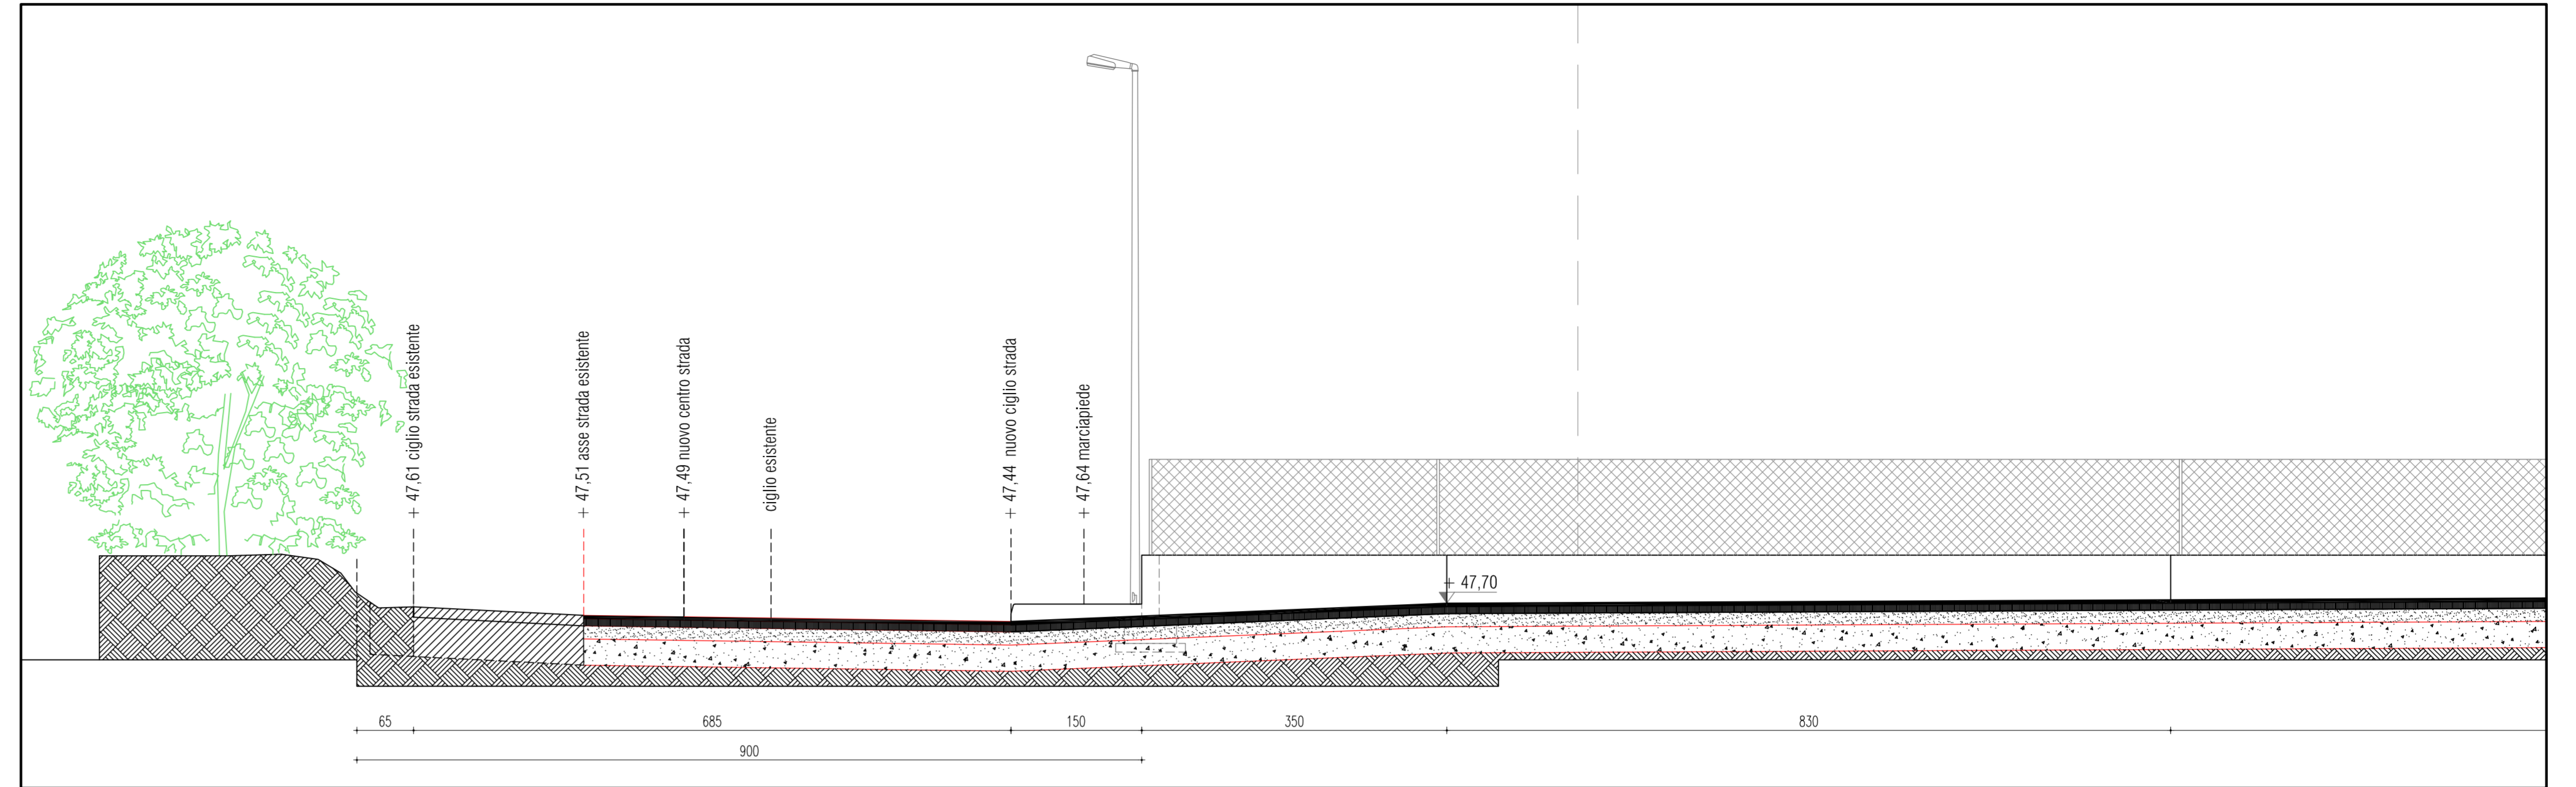 + 47,61 ciglio strada esistente
+ 47,51 asse strada esistente
+ 47,49 nuovo centro strada
ciglio esistente
+ 47,44 nuovo ciglio strada
+ 47,64 marciapiede
+ 47,70
65
685
150
350
830
900